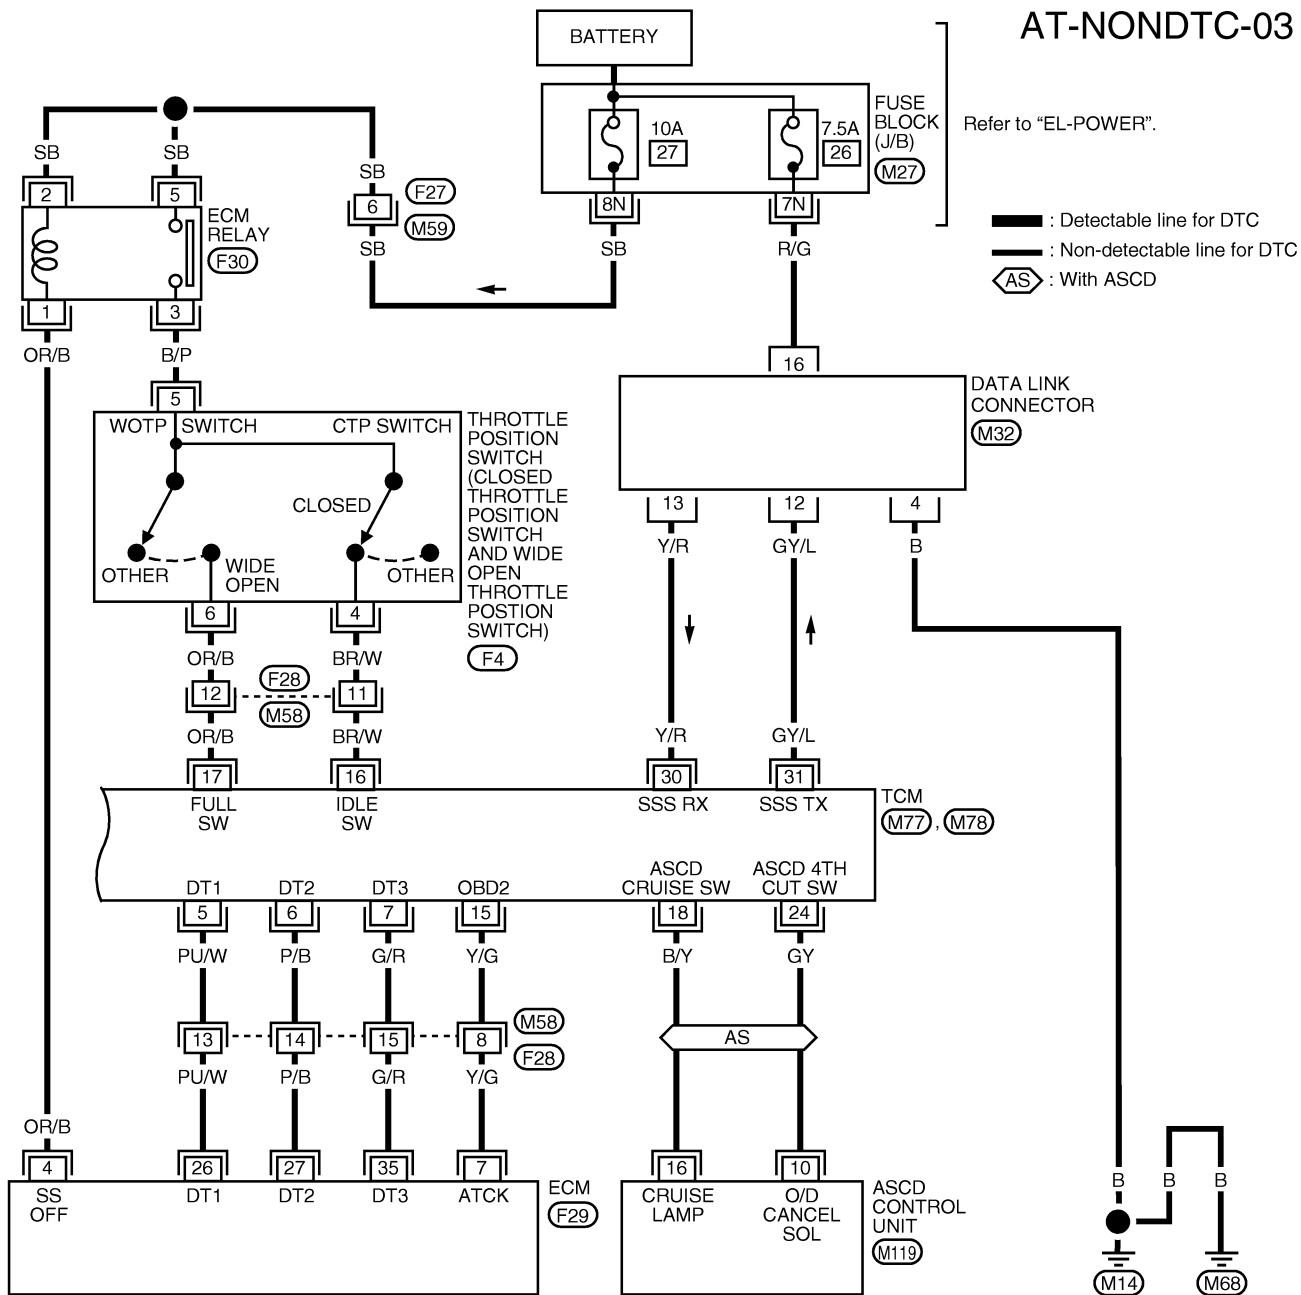 AT-NONDTC-03
BATTERY
FUSE
BLOCK
(J/B)
M27
10A
27
7.5A
26
8N
7N
Refer to “EL-POWER”.
: Detectable line for DTC
: Non-detectable line for DTC
AS : With ASCD
SB
SB
SB
2
5
6
F27
M59
SB
SB
R/G
ECM
RELAY
F30
1
3
OR/B
B/P
5
16
DATA LINK
CONNECTOR
M32
WOTP SWITCH
CTP SWITCH
CLOSED
OTHER
WIDE
OPEN
OTHER
THROTTLE
POSITION
SWITCH
(CLOSED
THROTTLE
POSITION
SWITCH
AND WIDE
OPEN
THROTTLE
POSTION
SWITCH)
F4
13
12
4
Y/R
GY/L
B
6
4
OR/B
BR/W
12
F28
M58
11
OR/B
BR/W
Y/R
GY/L
17
16
30
31
FULL
SW
IDLE
SW
SSS RX
SSS TX
TCM
M77 , M78
DT1
DT2
DT3
OBD2
ASCD
CRUISE SW
ASCD 4TH
CUT SW
5
6
7
15
18
24
PU/W
P/B
G/R
Y/G
B/Y
GY
13
14
15
8
M58
F28
AS
PU/W
P/B
G/R
Y/G
OR/B
4
26
27
35
7
16
10
SS
OFF
DT1
DT2
DT3
ATCK
ECM
F29
CRUISE
LAMP
O/D
CANCEL
SOL
ASCD
CONTROL
UNIT
M119
B
B
B
M14
M68